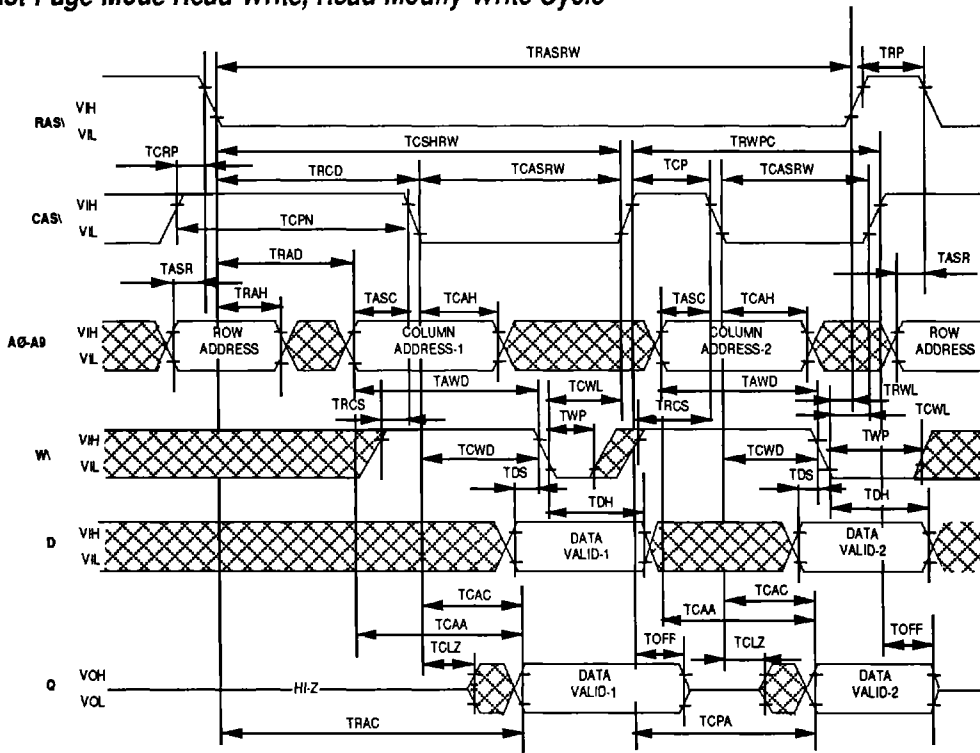 Page Mode Read-Write, Read-Modify-Write Cycle
TRASRW
TRP
RAS\
VIH
VIL
TCRP
TCSHRW
TRWPC
TRCD
TCASRW
TCP
TCASRW
CAS\
VIH
VIL
TCPN
TASR
TRAD
TASR
TRAH
TASC
TCAH
TASC
TCAH
AØ-A9
VIH
VIL
ROW
ADDRESS
COLUMN
ADDRESS-1
COLUMN
ADDRESS-2
ROW
ADDRESS
TRCS
TAWD
TCWL
TRCS
TAWD
TRWL
TCWL
W\
VIH
VIL
TWP
TWP
TCWD
TCWD
TDS
TDH
TDS
TDH
D
VIH
VIL
DATA
VALID-1
DATA
VALID-2
TCAC
TCAC
TCAA
TCAA
TCLZ
TOFF
TCLZ
TOFF
Q
VOH
VOL
HI-Z
DATA
VALID-1
DATA
VALID-2
TRAC
TCPA